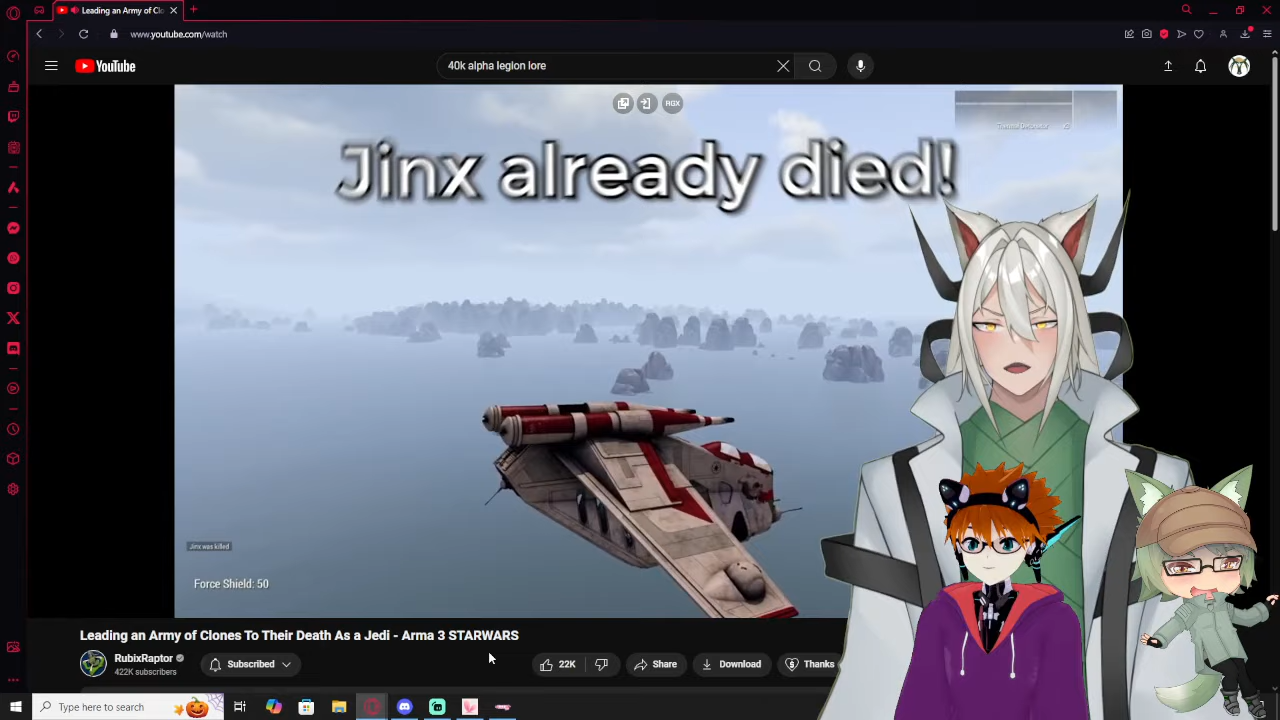 Leading an Army of Clo
www.youtube.com/watch
YouTube
40k alpha legion lore
RGX
Jinx already died!
Jinx was killed
Force Shield: 50
Leading an Army of Clones To Their Death As a Jedi - Arma 3 STARWARS
RubixRaptor
422K subscribers
Subscribed
22K
Share
Download
Thanks
Type here to search